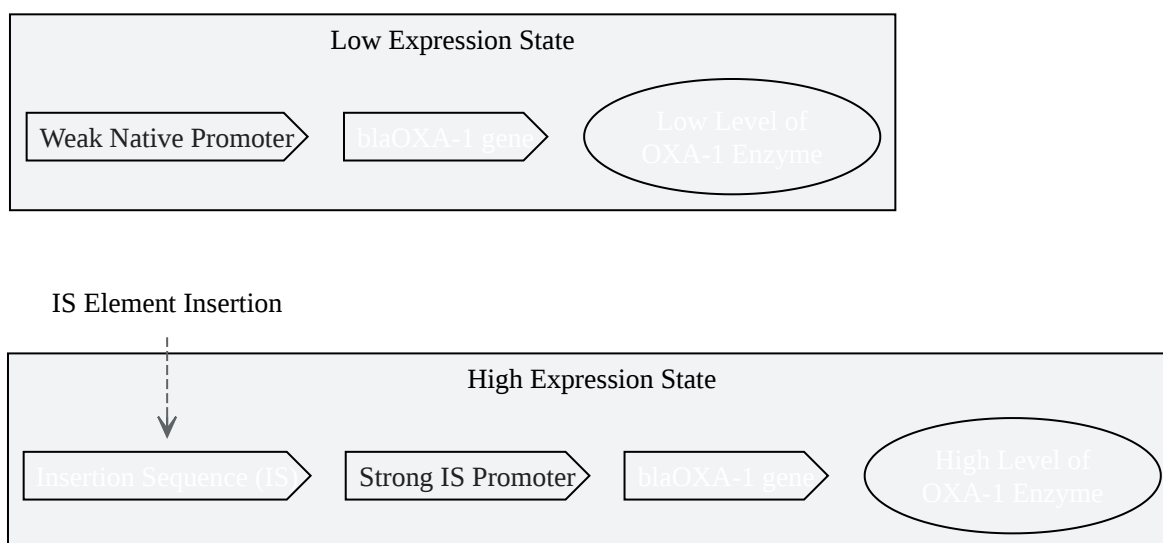 Low Expression State
Weak Native Promoter
blaOXA-1 gene
Low Level of
OXA-1 Enzyme
IS Element Insertion
High Expression State
Insertion Sequence (IS)
Strong IS Promoter
blaOXA-1 gene
High Level of
OXA-1 Enzyme